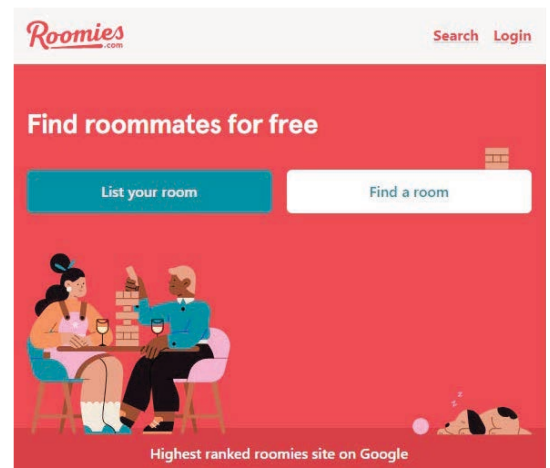 Roomies
.com
Search Login
Find roommates for free
List your room
Find a room
z z z
Highest ranked roomies site on Google